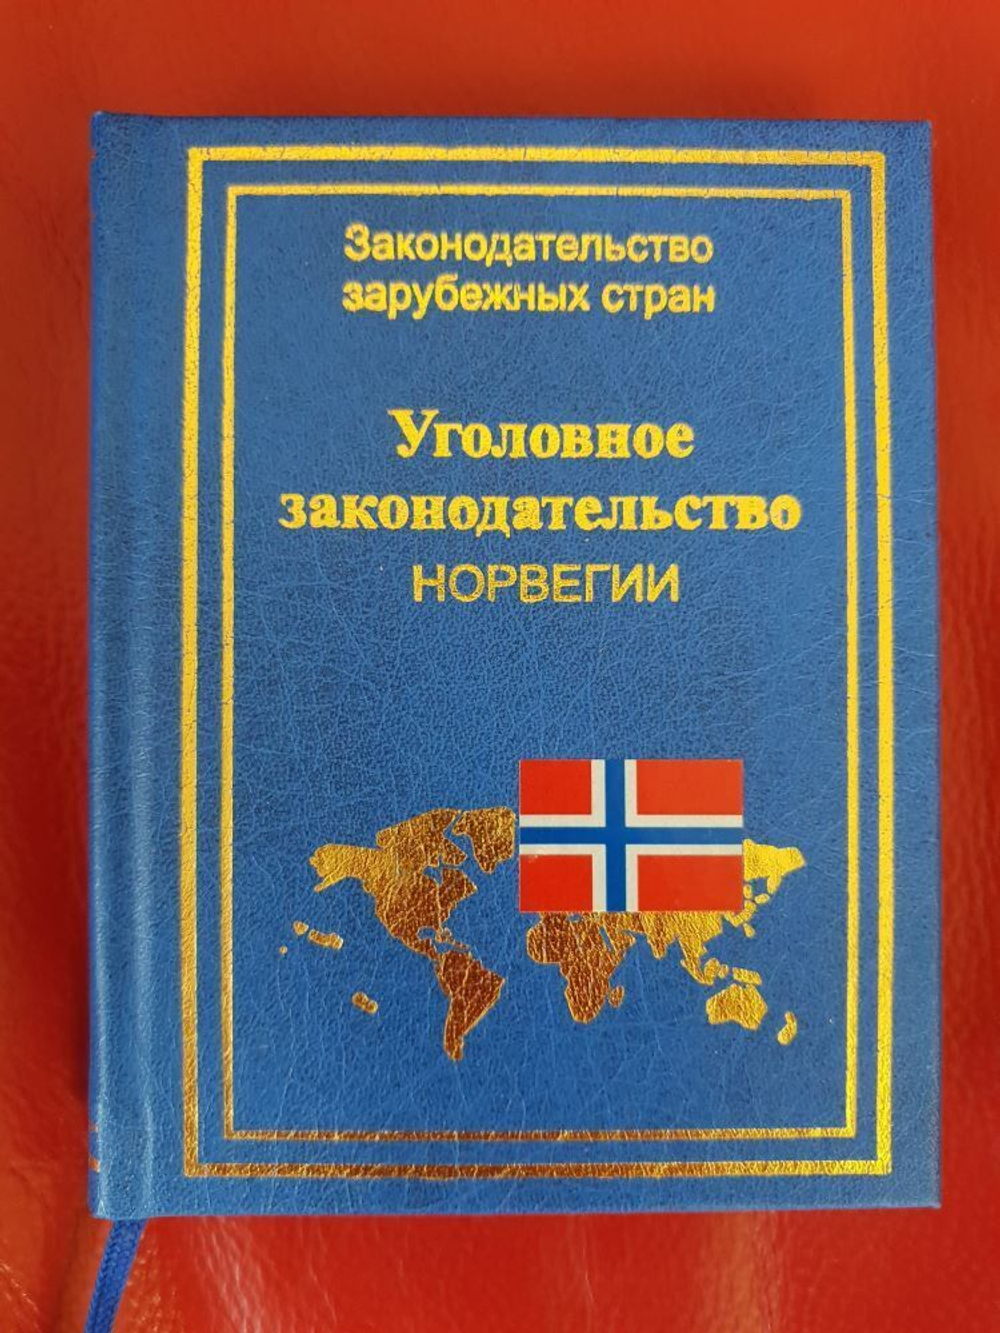 Законодательство
зарубежных стран
Уголовное
законодательство
НОРВЕГИИ